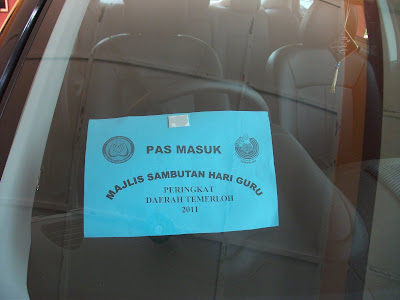 PAS MASUK
MAJLIS SAMBUTAN HARI GURU
PERINGKAT
DAERAH TEMERLOH
2011